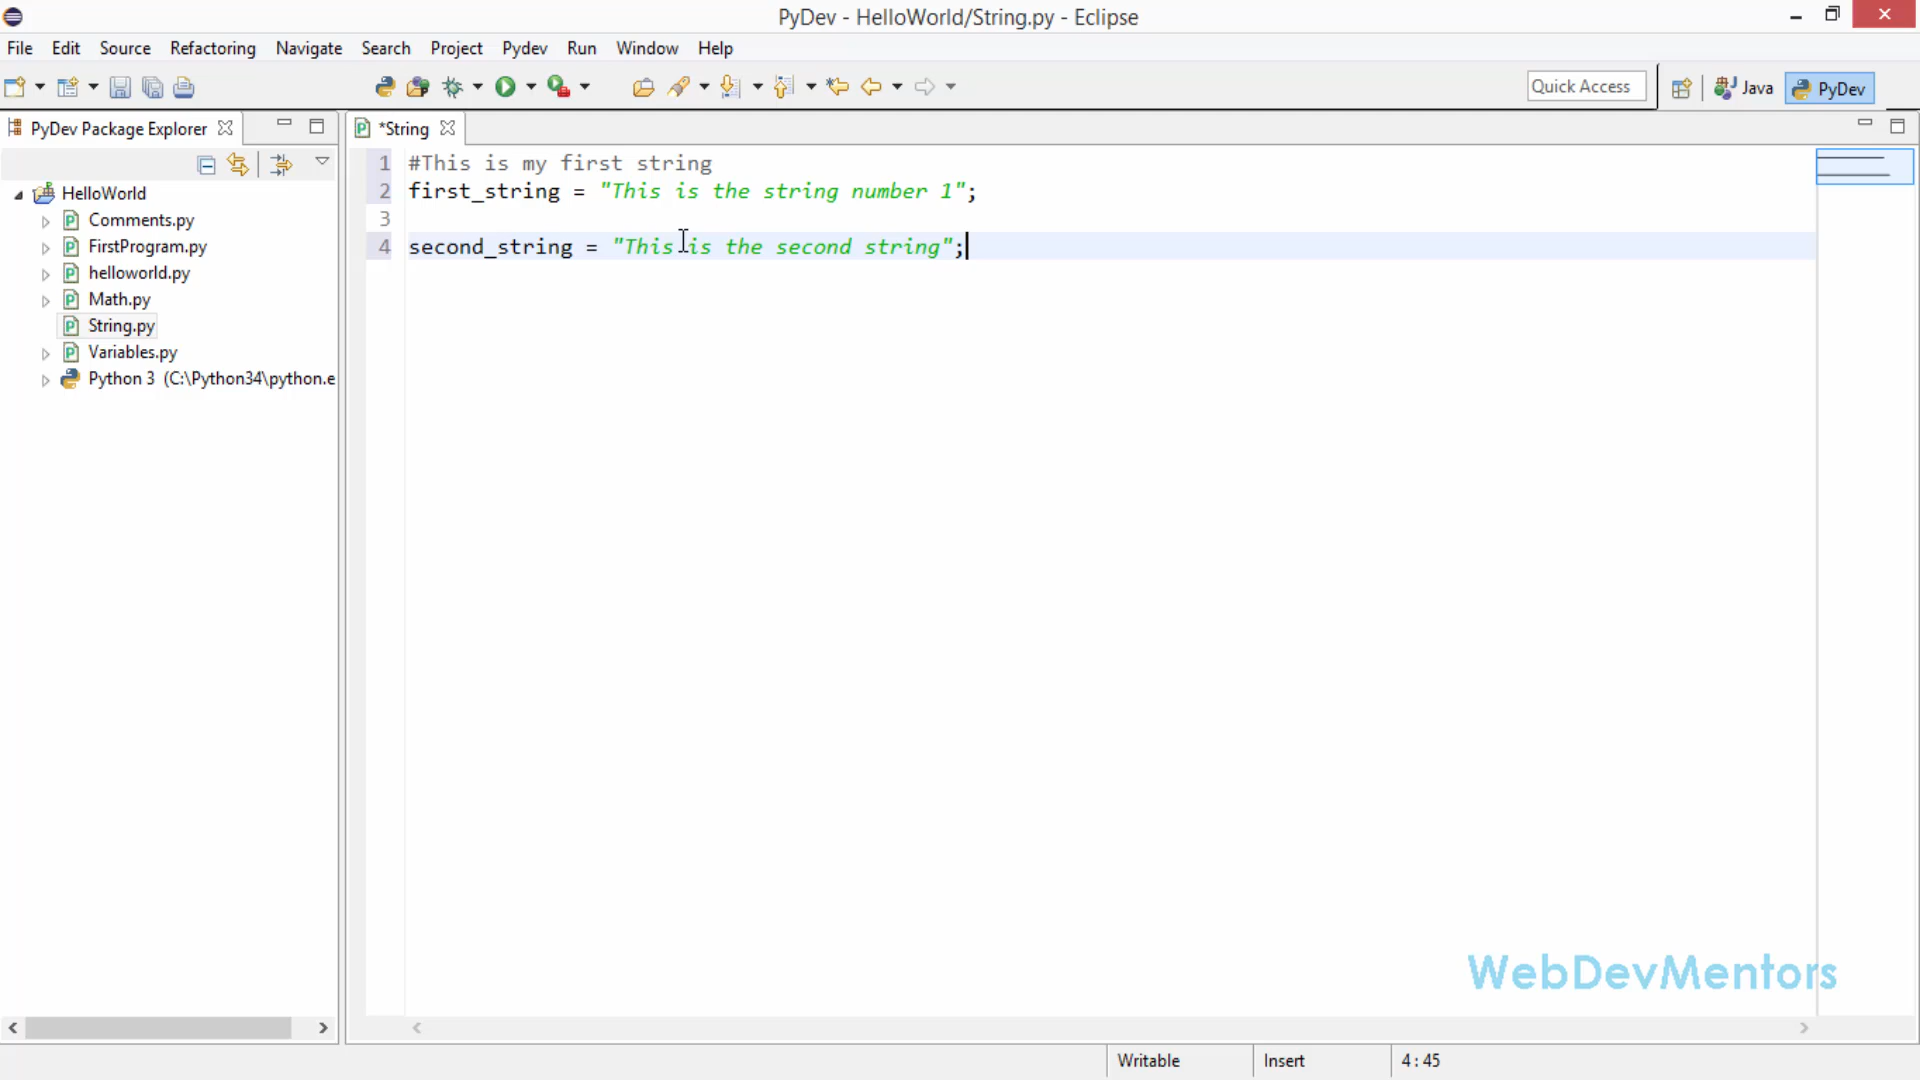 PyDev - HelloWorld/String.py - Eclipse
File Edit Source Refactoring Navigate Search Project Pydev Run Window Help
Quick Access Java PyDev
PyDev Package Explorer *String
HelloWorld
Comments.py
FirstProgram.py
helloworld.py
Math.py
String.py
Variables.py
Python 3 (C:\Python34\python.e
1 #This is my first string
2 first_string = "This is the string number 1";
3
4 second_string = "This is the second string";
WebDevMentors
Writable Insert 4 : 45